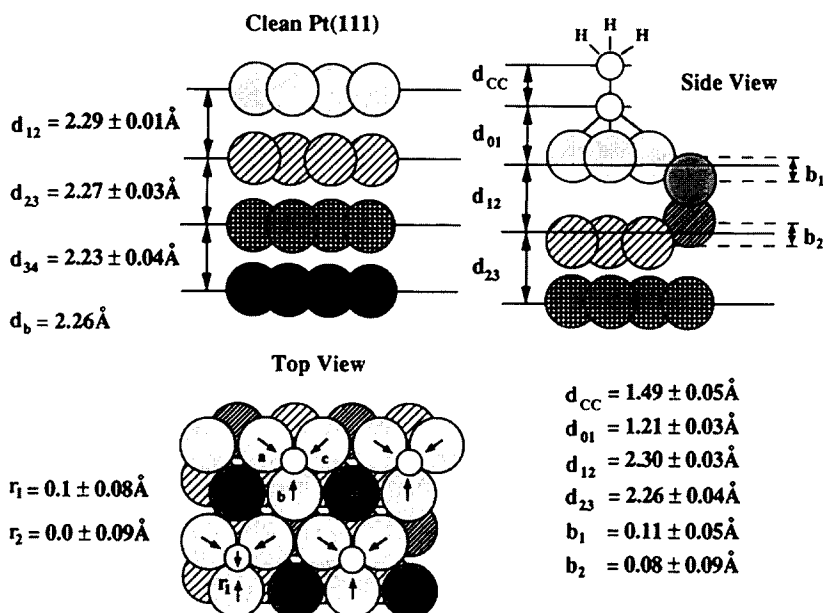 Clean Pt(111)
d12 = 2.29 ± 0.01Å
d23 = 2.27 ± 0.03Å
d34 = 2.23 ± 0.04Å
db = 2.26Å
H H H
Side View
dCC
d01
d12
d23
b1
b2
Top View
a
c
b
r1
r1 = 0.1 ± 0.08Å
r2 = 0.0 ± 0.09Å
dCC = 1.49 ± 0.05Å
d01 = 1.21 ± 0.03Å
d12 = 2.30 ± 0.03Å
d23 = 2.26 ± 0.04Å
b1 = 0.11 ± 0.05Å
b2 = 0.08 ± 0.09Å